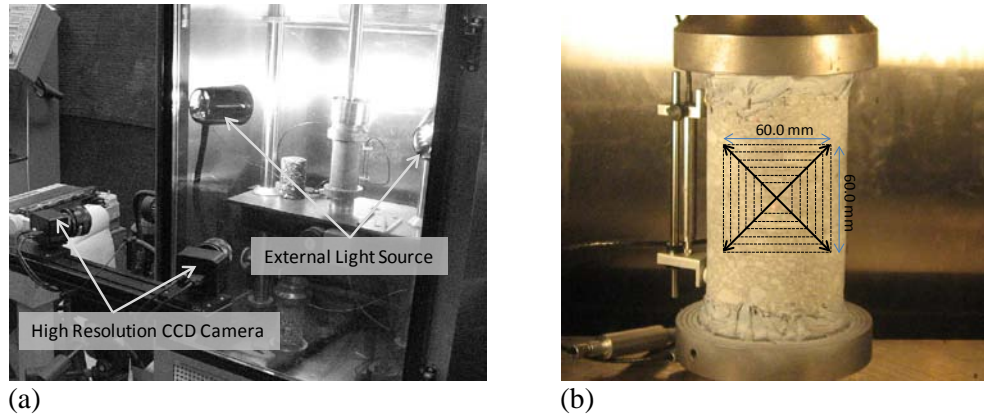 External Light Source
High Resolution CCD Camera
(a)
60.0 mm
60.0 mm
(b)